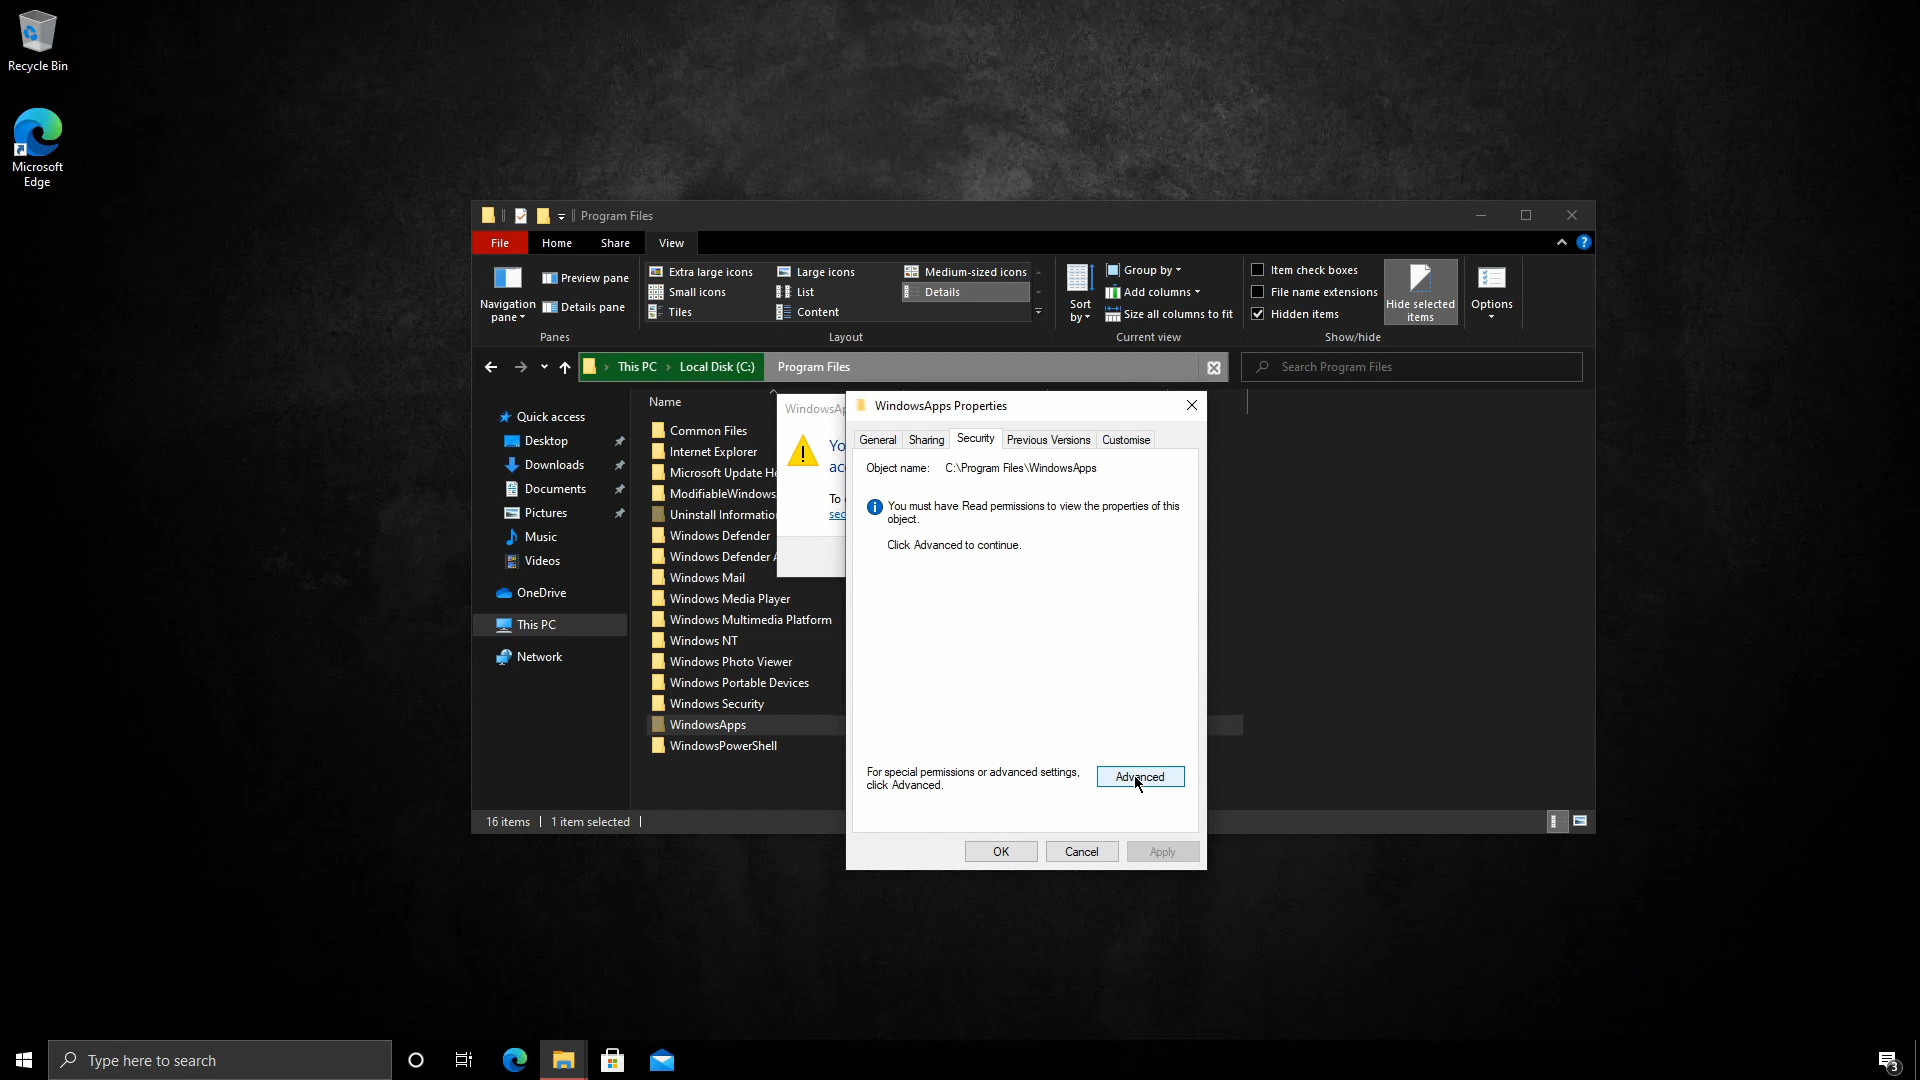 Recycle Bin
Microsoft
Edge
Program Files
File
Home
Share
View
?
Navigation
pane
Preview pane
Details pane
Panes
Extra large icons
Large icons
Medium-sized icons
Small icons
List
Details
Tiles
Content
Layout
Sort
by
Group by
Add columns
Size all columns to fit
Current view
Item check boxes
File name extensions
Hidden items
Hide selected
items
Show/hide
Options
This PC
Local Disk (C:)
Program Files
Search Program Files
Quick access
Desktop
Downloads
Documents
Pictures
Music
Videos
OneDrive
This PC
Network
Name
Common Files
Internet Explorer
Microsoft Update He
ModifiableWindows
Uninstall Informatio
Windows Defender
Windows Defender A
Windows Mail
Windows Media Player
Windows Multimedia Platform
Windows NT
Windows Photo Viewer
Windows Portable Devices
Windows Security
WindowsApps
WindowsPowerShell
WindowsAp
Yo
ac
To
sec
WindowsApps Properties
General
Sharing
Security
Previous Versions
Customise
Object name: C:\Program Files\WindowsApps
You must have Read permissions to view the properties of this
object.
Click Advanced to continue.
For special permissions or advanced settings,
click Advanced.
Advanced
OK
Cancel
Apply
16 items
1 item selected
Type here to search
3